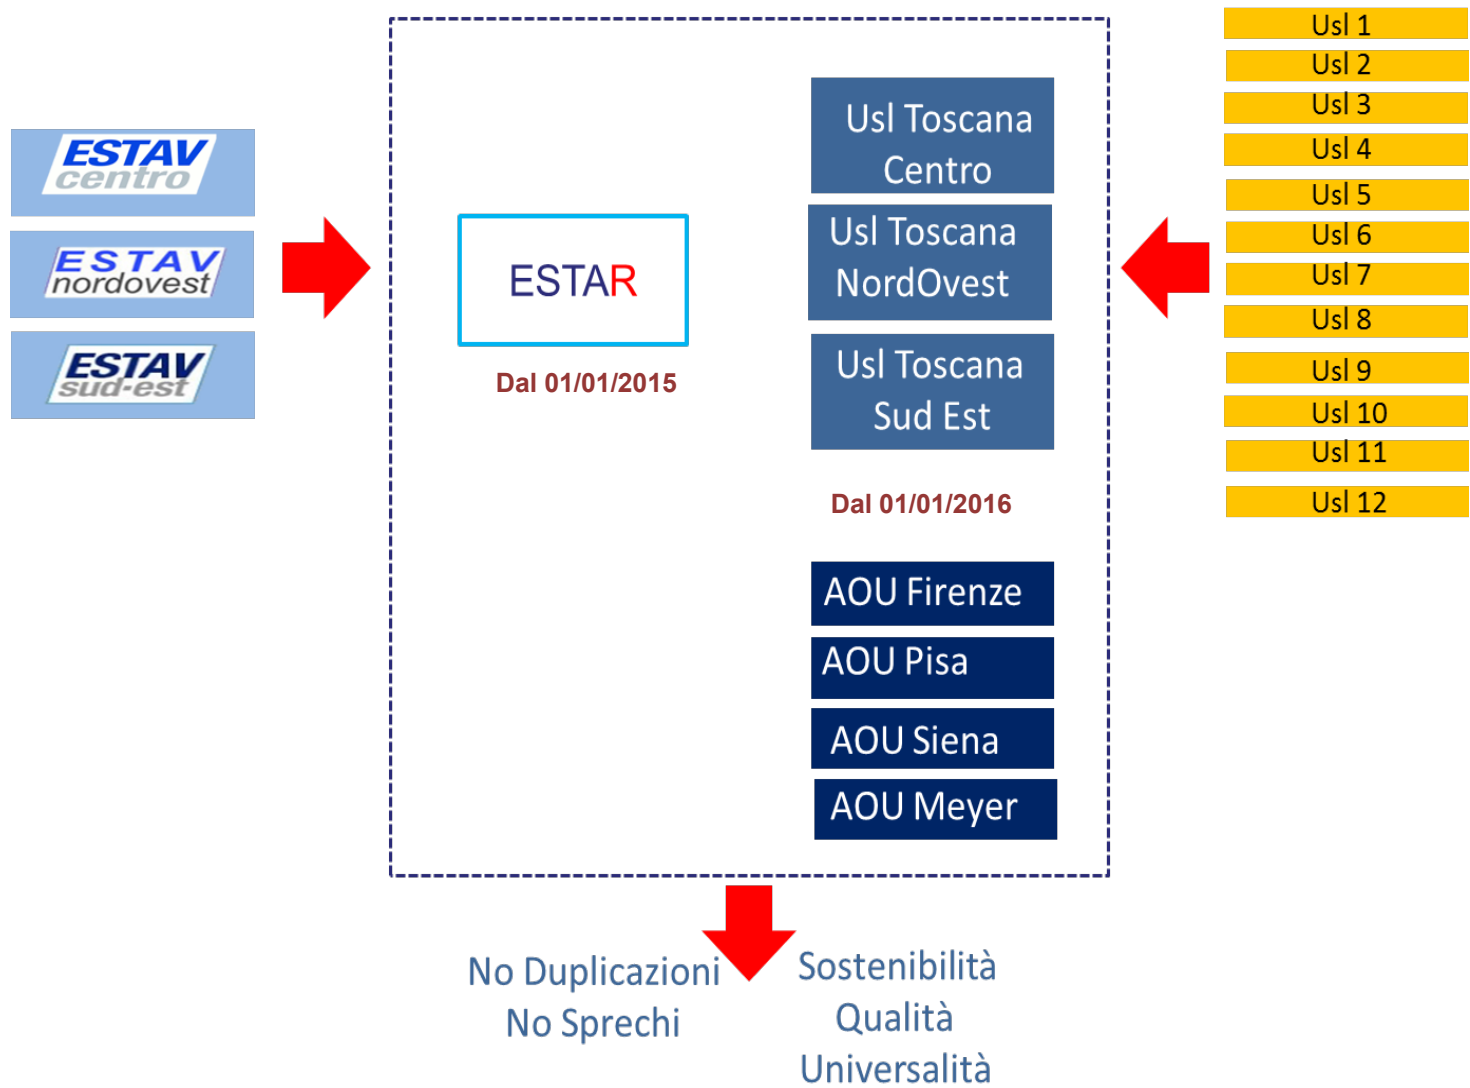 ESTAV
centro
ESTAV
nordovest
ESTAV
sud-est
ESTAR
Dal 01/01/2015
Usl Toscana
Centro
Usl Toscana
NordOvest
Usl Toscana
Sud Est
Dal 01/01/2016
AOU Firenze
AOU Pisa
AOU Siena
AOU Meyer
Usl 1
Usl 2
Usl 3
Usl 4
Usl 5
Usl 6
Usl 7
Usl 8
Usl 9
Usl 10
Usl 11
Usl 12
No Duplicazioni
No Sprechi
Sostenibilità
Qualità
Universalità